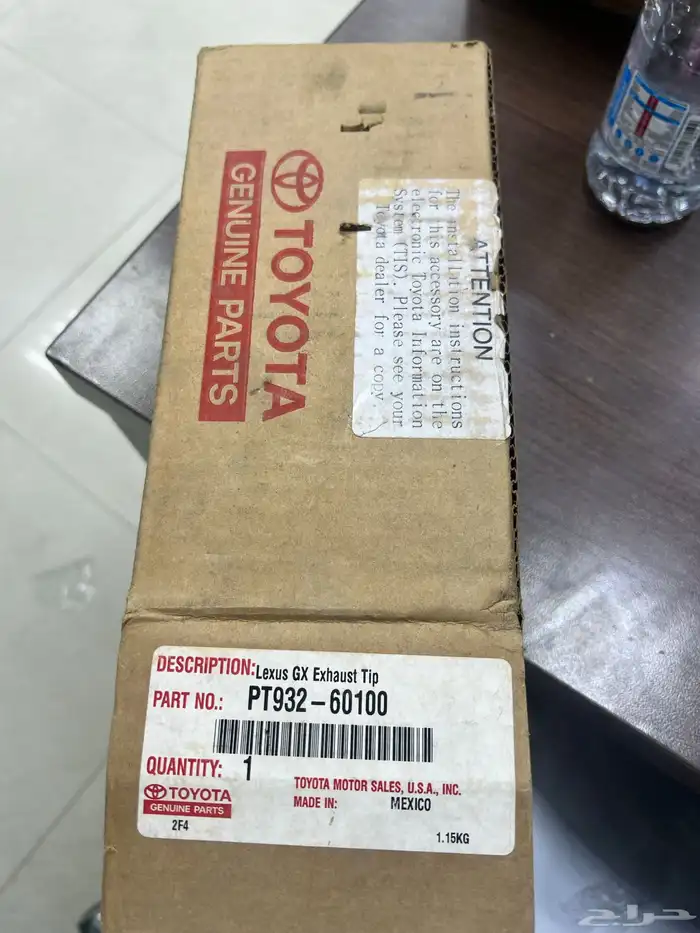 TOYOTA
GENUINE PARTS
ATTENTION
The installation instructions
for this accessory are on the
electronic Toyota Information
System (TIS). Please see your
Toyota dealer for a copy.
DESCRIPTION: Lexus GX Exhaust Tip
PART NO.: PT932-60100
QUANTITY: 1
TOYOTA
GENUINE PARTS
2F4
TOYOTA MOTOR SALES, U.S.A., INC.
MADE IN: MEXICO
1.15KG
حراج